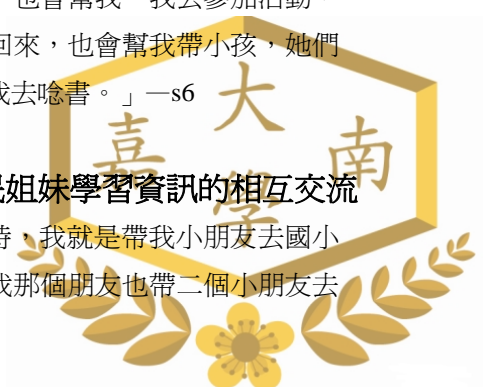 也會幫我。我去參加活動,
回來,也會幫我帶小孩,她們
我去唸書。」—s6
姐妹學習資訊的相互交流
時,我就是帶我小朋友去國小
我那個朋友也帶二個小朋友去
大
嘉 南
學